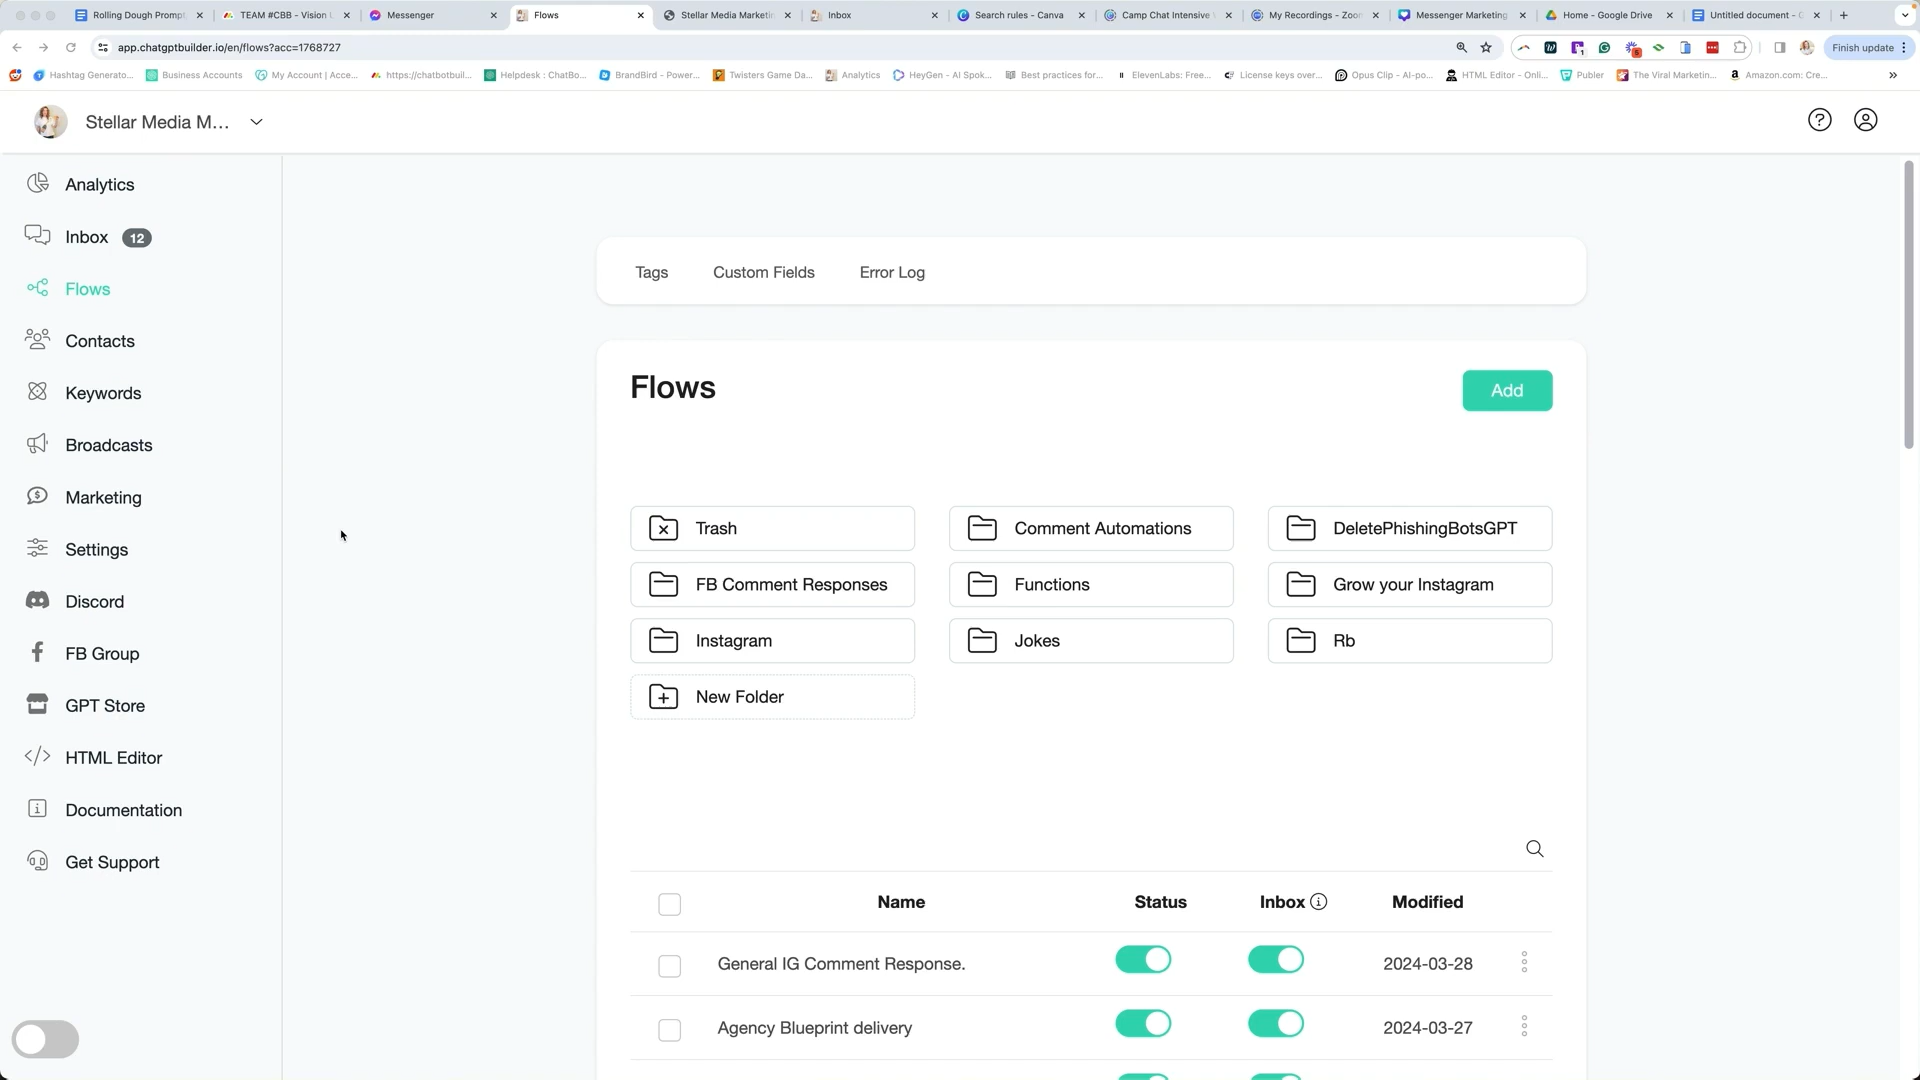 Rolling Dough Prompt
TEAM #CBB - Vision
Messenger
Flows
Stellar Media Marketin
Inbox
Search rules - Canva
Camp Chat Intensive
My Recordings - Zoo
Messenger Marketing
Home - Google Drive
Untitled document -
app.chatgptbuilder.io/en/flows?acc=1768727
Finish update
Hashtag Generato...
Business Accounts
My Account | Acce...
https://chatbotbuil...
Helpdesk : ChatBo...
BrandBird - Power...
Twisters Game Da...
Analytics
HeyGen - AI Spok...
Best practices for...
ElevenLabs: Free...
License keys over...
Opus Clip - AI-po...
HTML Editor - Onli...
Publer
The Viral Marketin...
Amazon.com: Cre...
Stellar Media M...
Analytics
Inbox 12
Flows
Contacts
Keywords
Broadcasts
Marketing
Settings
Discord
FB Group
GPT Store
HTML Editor
Documentation
Get Support
Tags Custom Fields Error Log
Flows
Add
Trash Comment Automations DeletePhishingBotsGPT
FB Comment Responses Functions Grow your Instagram
Instagram Jokes Rb
New Folder
Name Status Inbox Modified
General IG Comment Response. 2024-03-28
Agency Blueprint delivery 2024-03-27